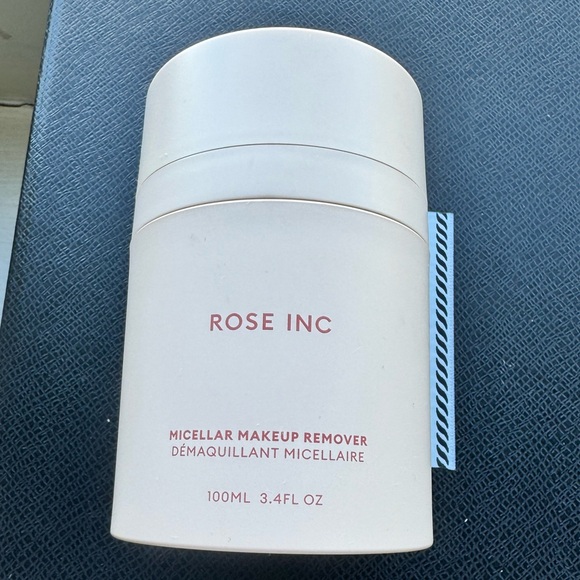 ROSE INC
MICELLAR MAKEUP REMOVER
DÉMAQUILLANT MICELLAIRE
100ML 3.4FL OZ